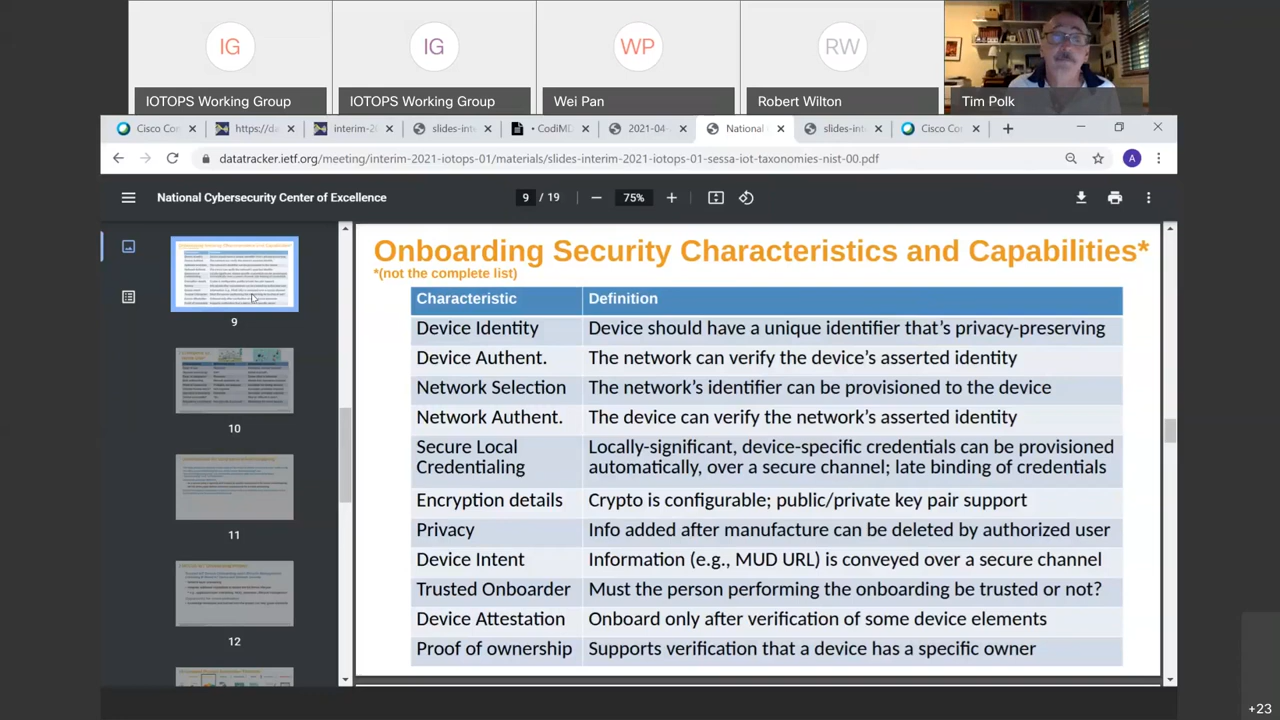 IG
IG
WP
RW
IOTOPS Working Group
IOTOPS Working Group
Wei Pan
Robert Wilton
Tim Polk
Cisco Cor
https://da
interim-20
slides-int
• CodiMD
2021-04-
National
slides-int
Cisco Cor
datatracker.ietf.org/meeting/interim-2021-iotops-01/materials/slides-interim-2021-iotops-01-sessa-iot-taxonomies-nist-00.pdf
A
National Cybersecurity Center of Excellence
9 / 19
75%
Onboarding Security Characteristics and Capabilities*
*(not the complete list)
Characteristic Definition
Device Identity Device should have a unique identifier that's privacy-preserving
Device Authent. The network can verify the device's asserted identity
Network Selection The network's identifier can be provisioned to the device
Network Authent. The device can verify the network's asserted identity
Secure Local Locally-significant, device-specific credentials can be provisioned
Credentialing automatically, over a secure channel; late binding of credentials
Encryption details Crypto is configurable; public/private key pair support
Privacy Info added after manufacture can be deleted by authorized user
Device Intent Information (e.g., MUD URL) is conveyed over a secure channel
Trusted Onboarder Must the person performing the onboarding be trusted or not?
Device Attestation Onboard only after verification of some device elements
Proof of ownership Supports verification that a device has a specific owner
9
10
11
12
+23